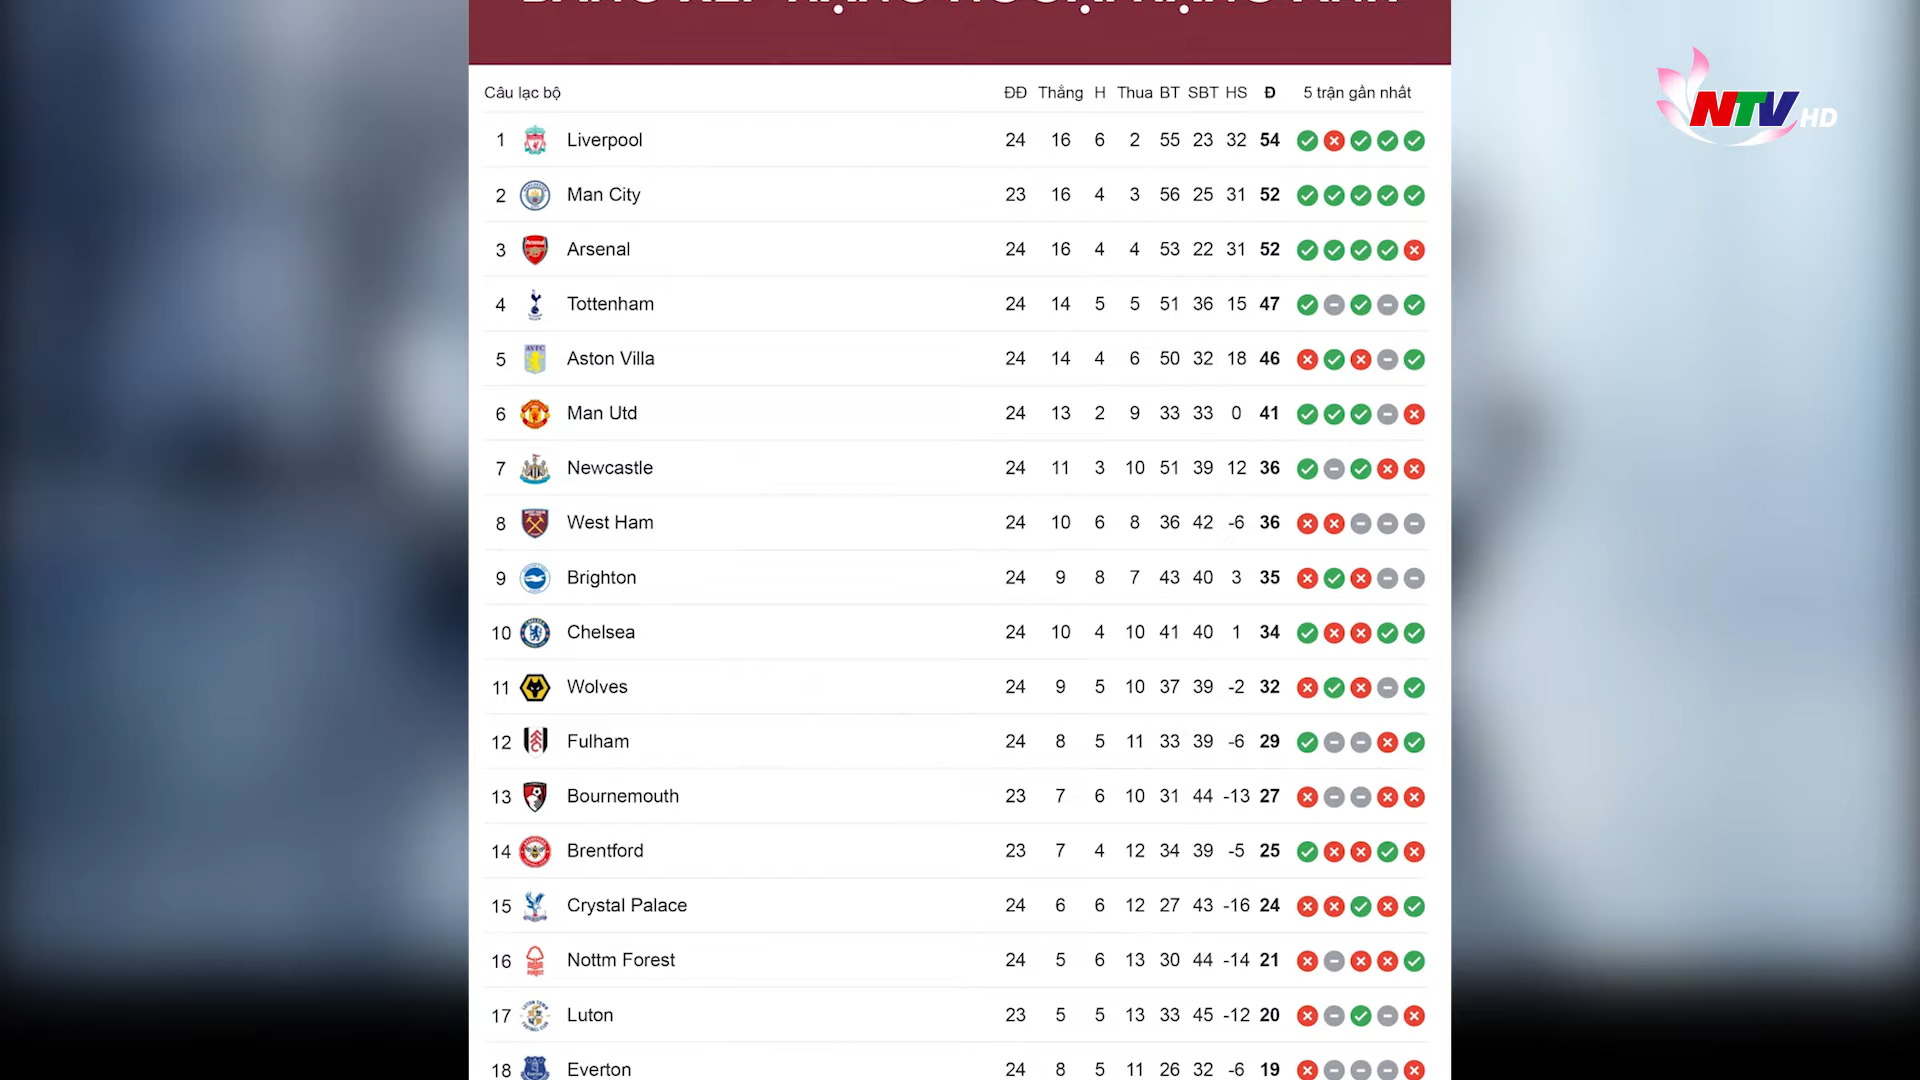 BẢNG XẾP HẠNG NGOẠI HẠNG ANH
NTV HD
Câu lạc bộ ĐĐ Thắng H Thua BT SBT HS Đ 5 trận gần nhất
1 Liverpool 24 16 6 2 55 23 32 54
2 Man City 23 16 4 3 56 25 31 52
3 Arsenal 24 16 4 4 53 22 31 52
4 Tottenham 24 14 5 5 51 36 15 47
5 Aston Villa 24 14 4 6 50 32 18 46
6 Man Utd 24 13 2 9 33 33 0 41
7 Newcastle 24 11 3 10 51 39 12 36
8 West Ham 24 10 6 8 36 42 -6 36
9 Brighton 24 9 8 7 43 40 3 35
10 Chelsea 24 10 4 10 41 40 1 34
11 Wolves 24 9 5 10 37 39 -2 32
12 Fulham 24 8 5 11 33 39 -6 29
13 Bournemouth 23 7 6 10 31 44 -13 27
14 Brentford 23 7 4 12 34 39 -5 25
15 Crystal Palace 24 6 6 12 27 43 -16 24
16 Nottm Forest 24 5 6 13 30 44 -14 21
17 Luton 23 5 5 13 33 45 -12 20
18 Everton 24 8 5 11 26 32 -6 19